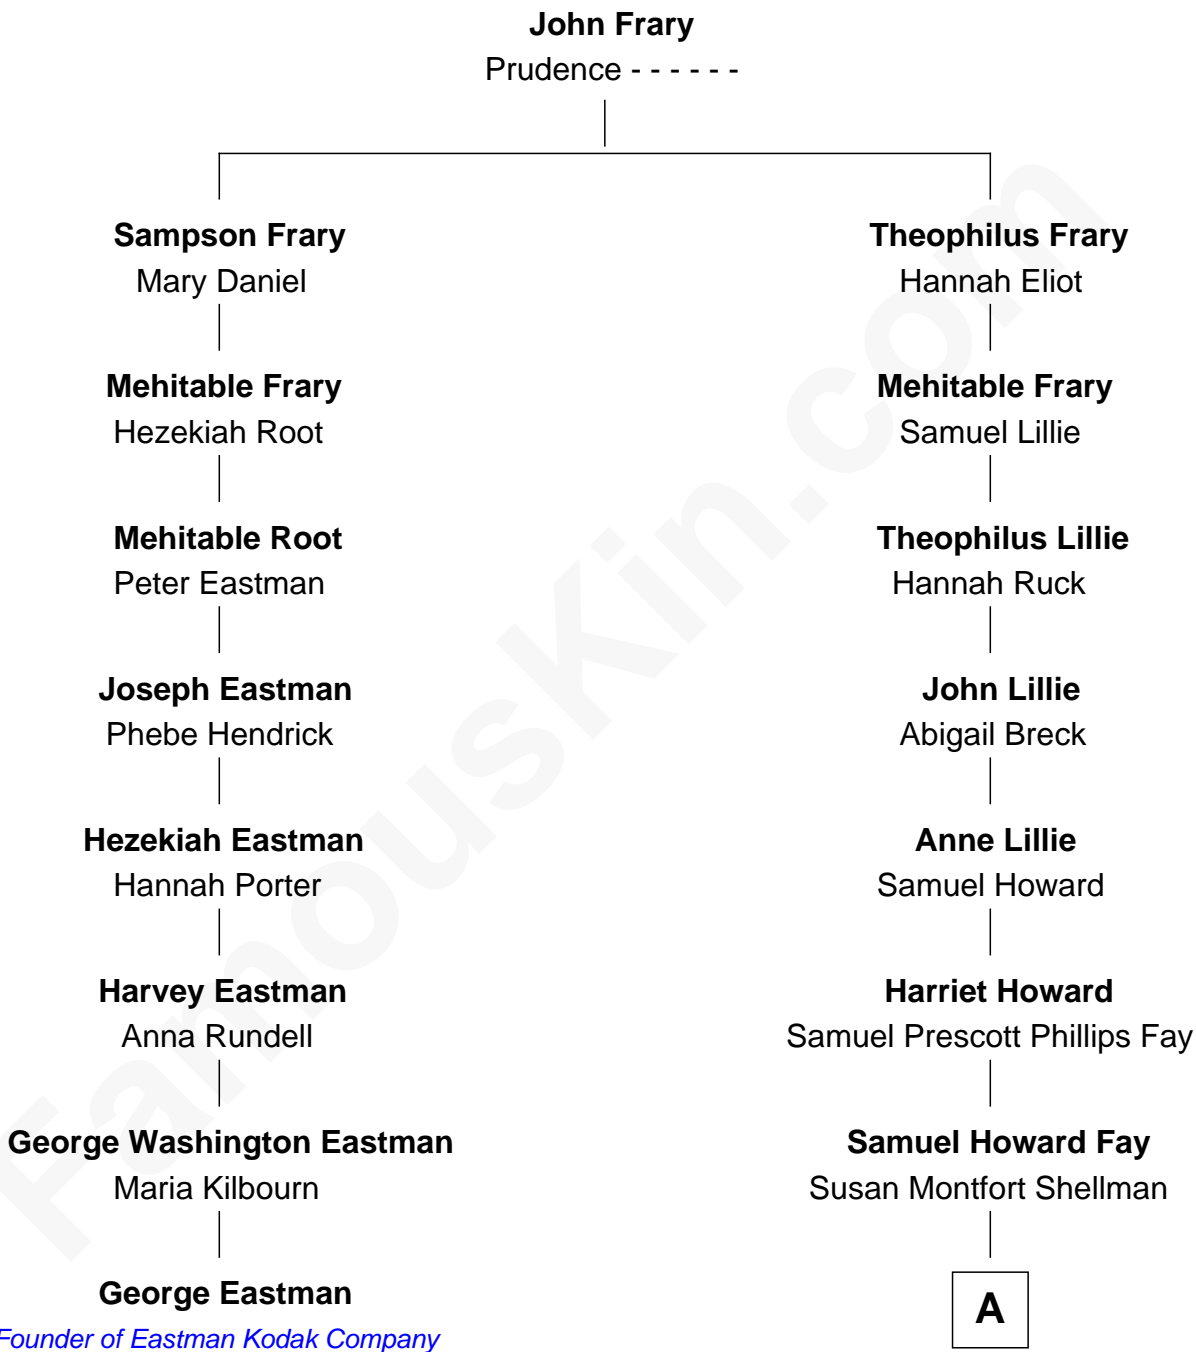 John Frary
Prudence - - - - - -
Sampson Frary
Mary Daniel
Theophilus Frary
Hannah Eliot
Mehitable Frary
Hezekiah Root
Mehitable Frary
Samuel Lillie
Mehitable Root
Peter Eastman
Theophilus Lillie
Hannah Ruck
Joseph Eastman
Phebe Hendrick
John Lillie
Abigail Breck
Hezekiah Eastman
Hannah Porter
Anne Lillie
Samuel Howard
Harvey Eastman
Anna Rundell
Harriet Howard
Samuel Prescott Phillips Fay
George Washington Eastman
Maria Kilbourn
Samuel Howard Fay
Susan Montfort Shellman
George Eastman
Founder of Eastman Kodak Company
A
FamousKin.com